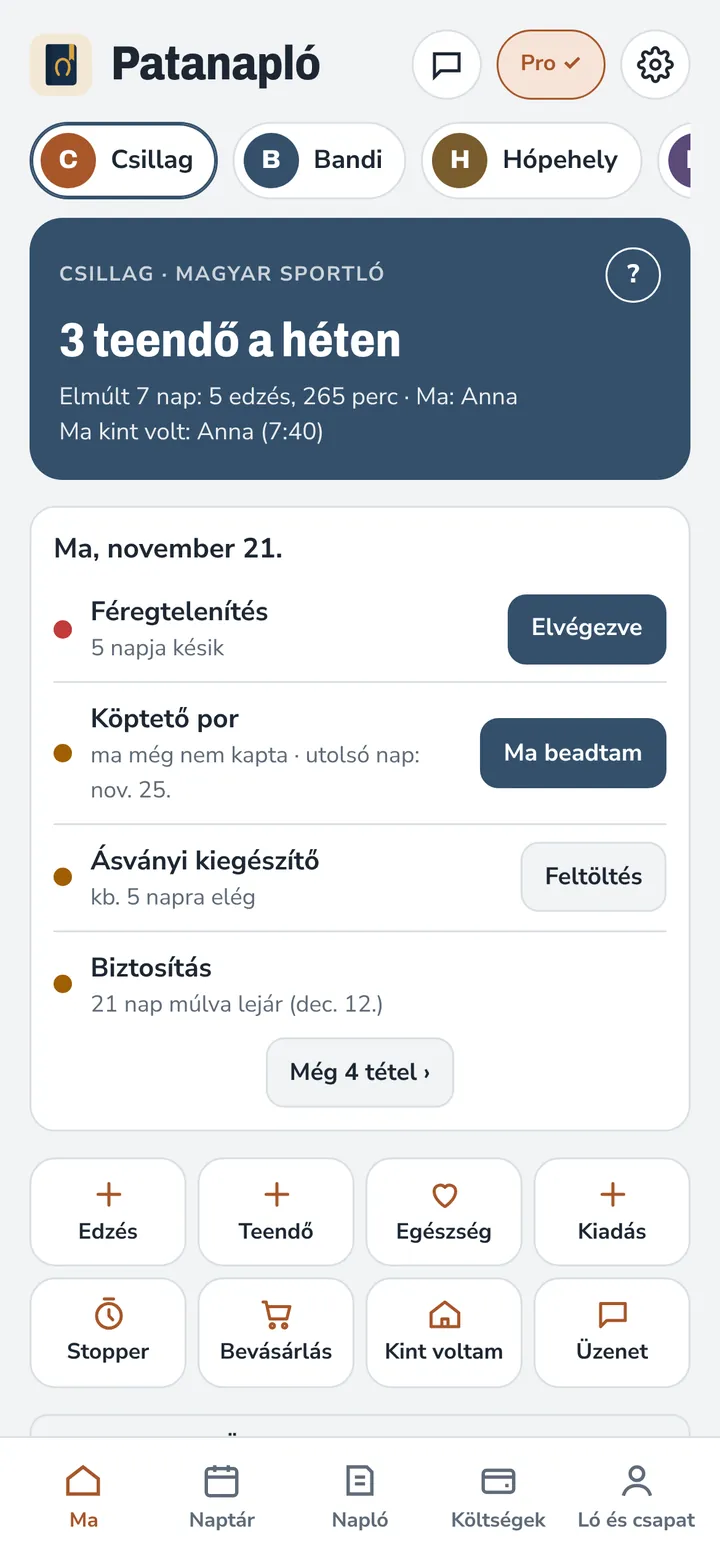 Patanapló
Pro ✓
C Csillag
B Bandi
H Hópehely
CSILLAG · MAGYAR SPORTLÓ
?
3 teendő a héten
Elmúlt 7 nap: 5 edzés, 265 perc · Ma: Anna
Ma kint volt: Anna (7:40)
Ma, november 21.
Féregtelenítés
5 napja késik
Elvégezve
Köptető por
ma még nem kapta · utolsó nap:
nov. 25.
Ma beadtam
Ásványi kiegészítő
kb. 5 napra elég
Feltöltés
Biztosítás
21 nap múlva lejár (dec. 12.)
Még 4 tétel ›
Edzés
Teendő
Egészség
Kiadás
Stopper
Bevásárlás
Kint voltam
Üzenet
Ma
Naptár
Napló
Költségek
Ló és csapat